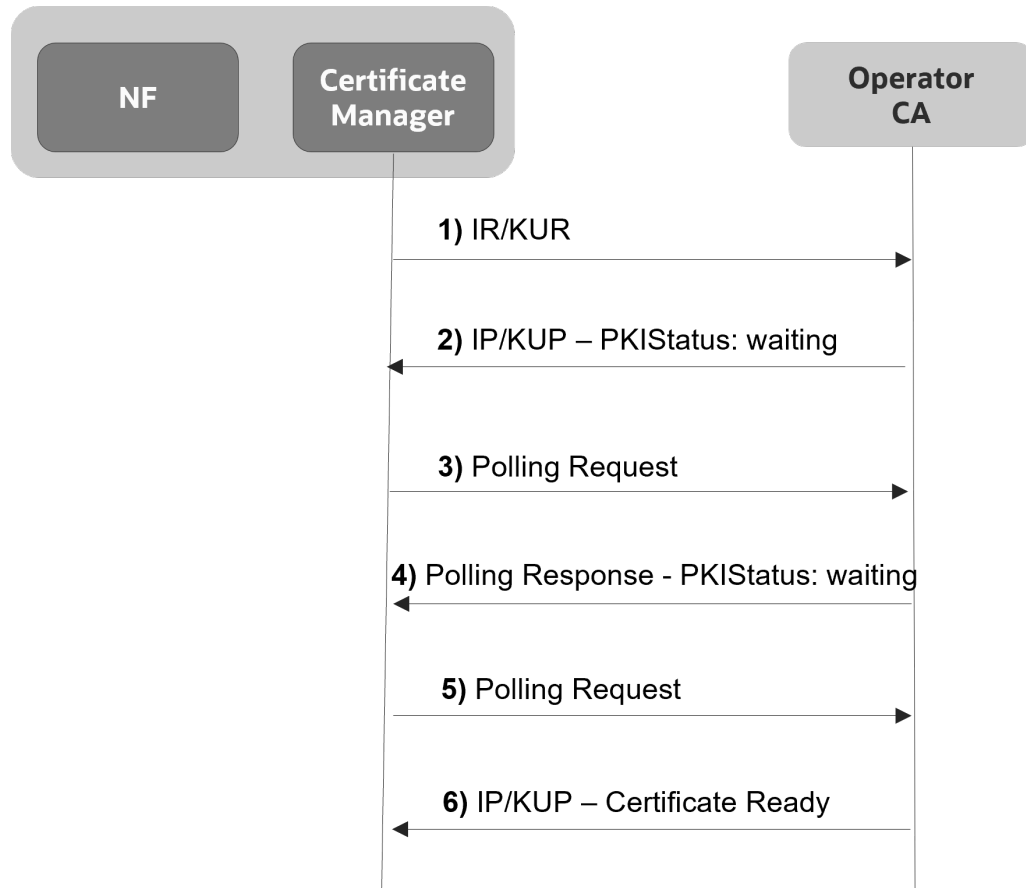 NF
Certificate
Manager
Operator
CA
1) IR/KUR
2) IP/KUP – PKIStatus: waiting
3) Polling Request
4) Polling Response - PKIStatus: waiting
5) Polling Request
6) IP/KUP – Certificate Ready